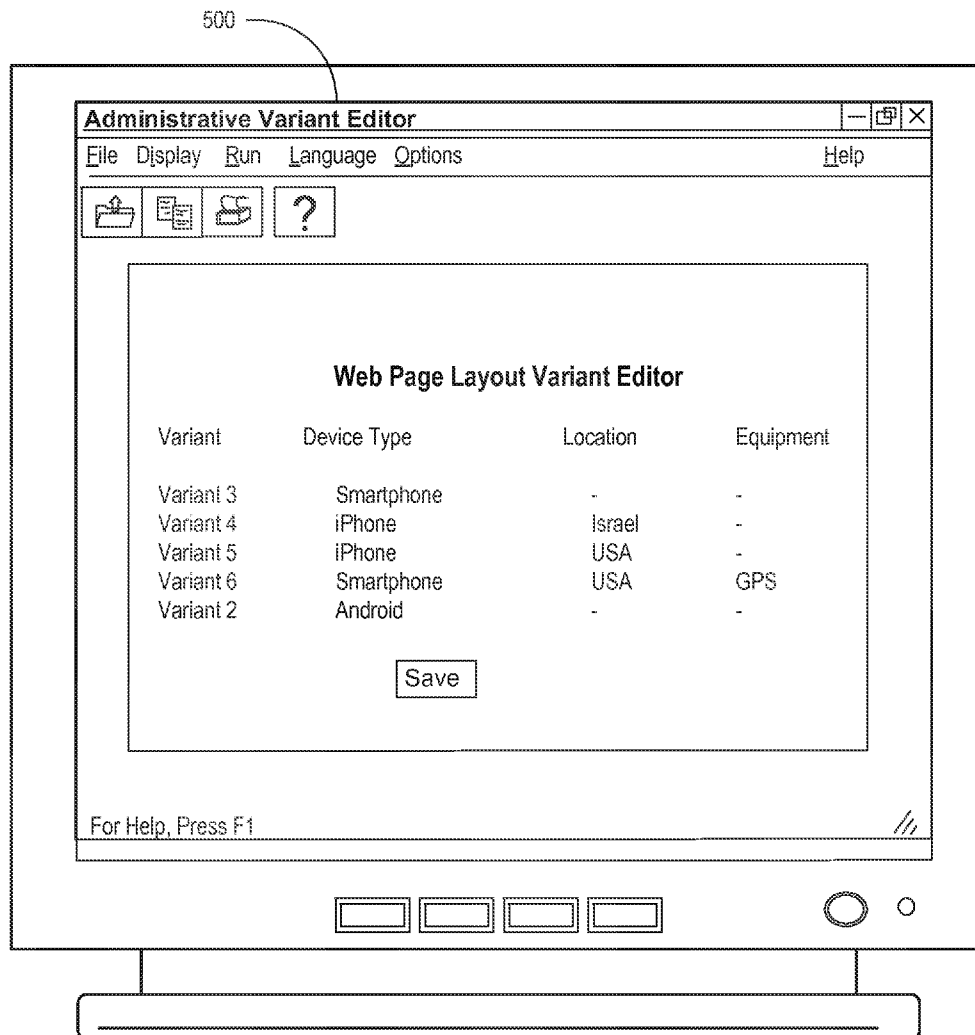 500
Administrative Variant Editor
File Display Run Language Options Help
?
Web Page Layout Variant Editor
Variant Device Type Location Equipment
Variant 3 Smartphone - -
Variant 4 iPhone Israel -
Variant 5 iPhone USA -
Variant 6 Smartphone USA GPS
Variant 2 Android - -
Save
For Help, Press F1